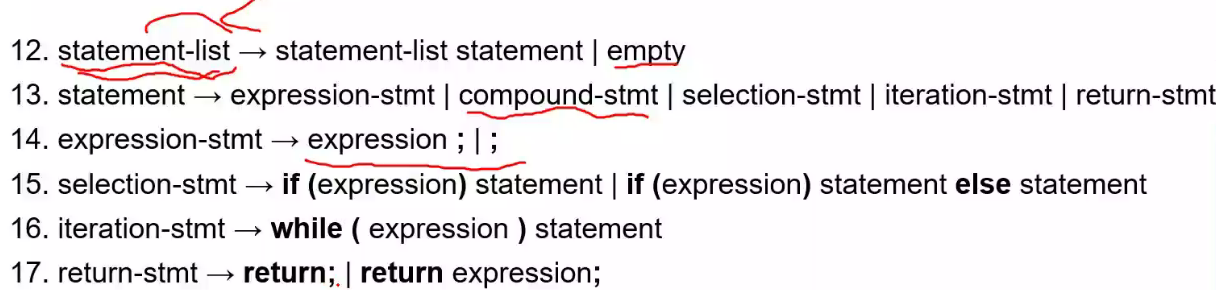 12. statement-list → statement-list statement | empty
13. statement → expression-stmt | compound-stmt | selection-stmt | iteration-stmt | return-stmt
14. expression-stmt → expression ; | ;
15. selection-stmt → if (expression) statement | if (expression) statement else statement
16. iteration-stmt → while ( expression ) statement
17. return-stmt → return; | return expression;